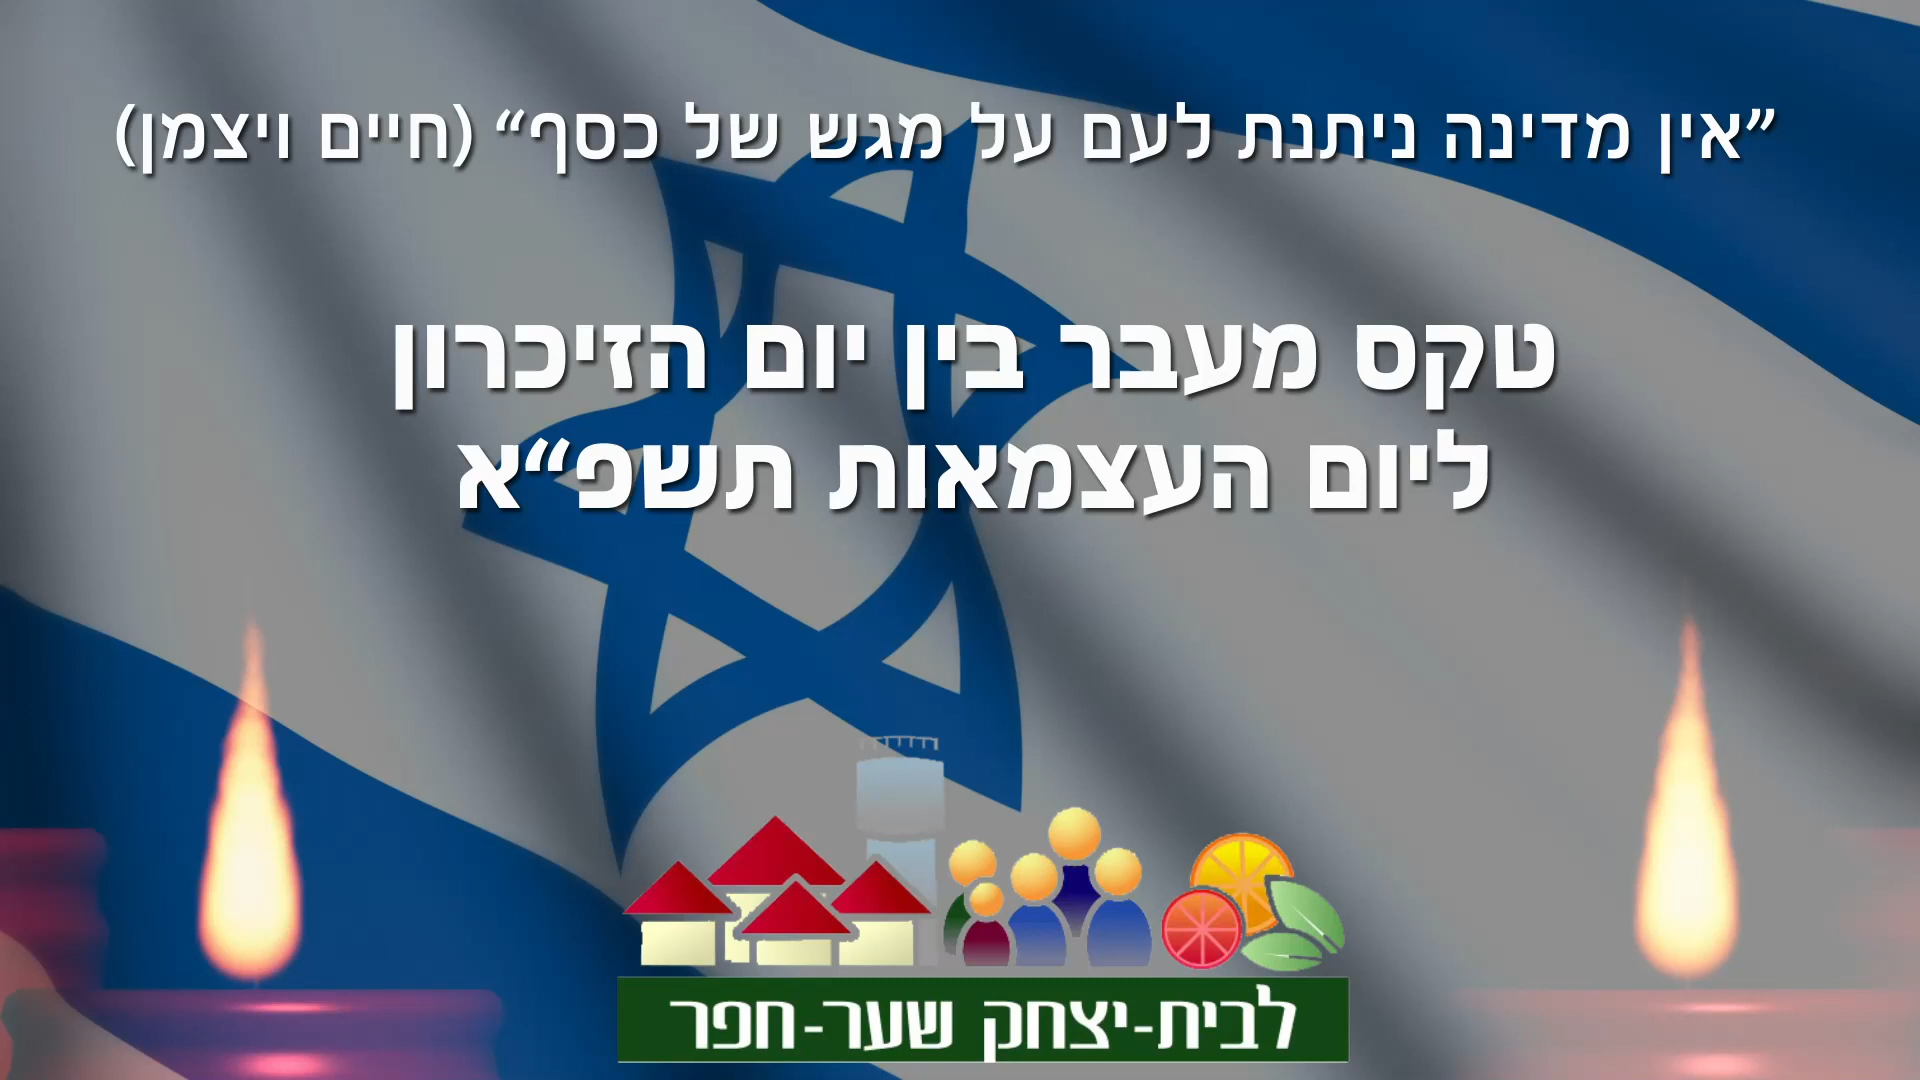 ”אין מדינה ניתנת לעם על מגש של כסף“ (חיים ויצמן)
טקס מעבר בין יום הזיכרון
ליום העצמאות תשפ“א
לבית-יצחק שער-חפר